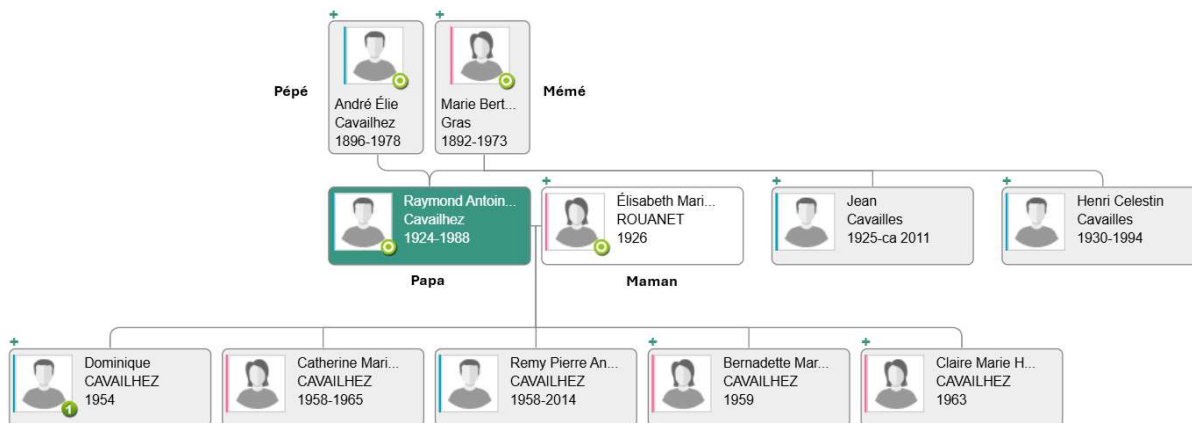 Pépé
André Élie
Cavailhez
1896-1978
Marie Bert...
Gras
1892-1973
Mémé
Raymond Antoin...
Cavailhez
1924-1988
Papa
Élisabeth Mari...
ROUANET
1926
Maman
Jean
Cavailles
1925-ca 2011
Henri Celestin
Cavailles
1930-1994
Dominique
CAVAILHEZ
1954
1
Catherine Mari...
CAVAILHEZ
1958-1965
Remy Pierre An...
CAVAILHEZ
1958-2014
Bernadette Mar...
CAVAILHEZ
1959
Claire Marie H...
CAVAILHEZ
1963